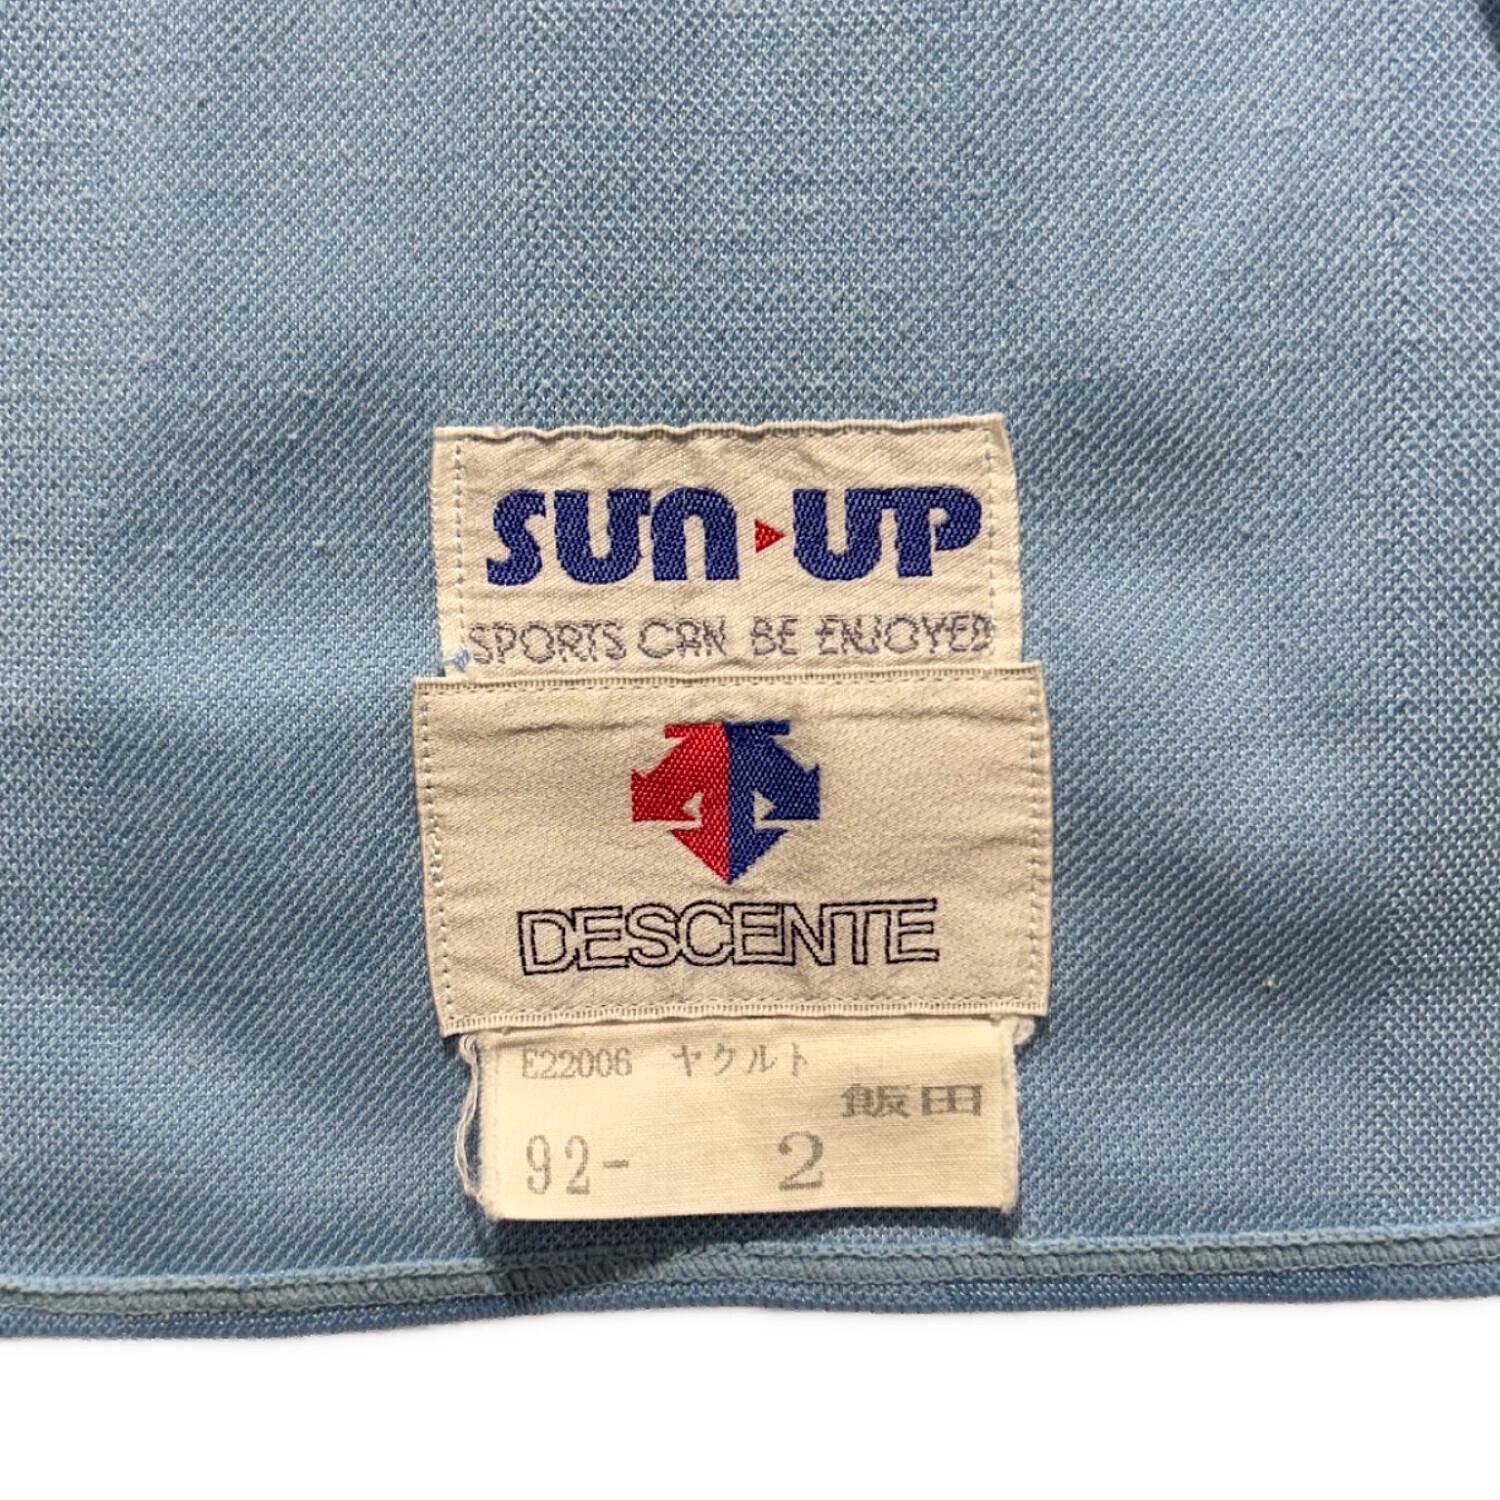 SUN UP
SPORTS CAN BE ENJOYED
DESCENTE
E22006 ヤクルト
飯田
92- 2